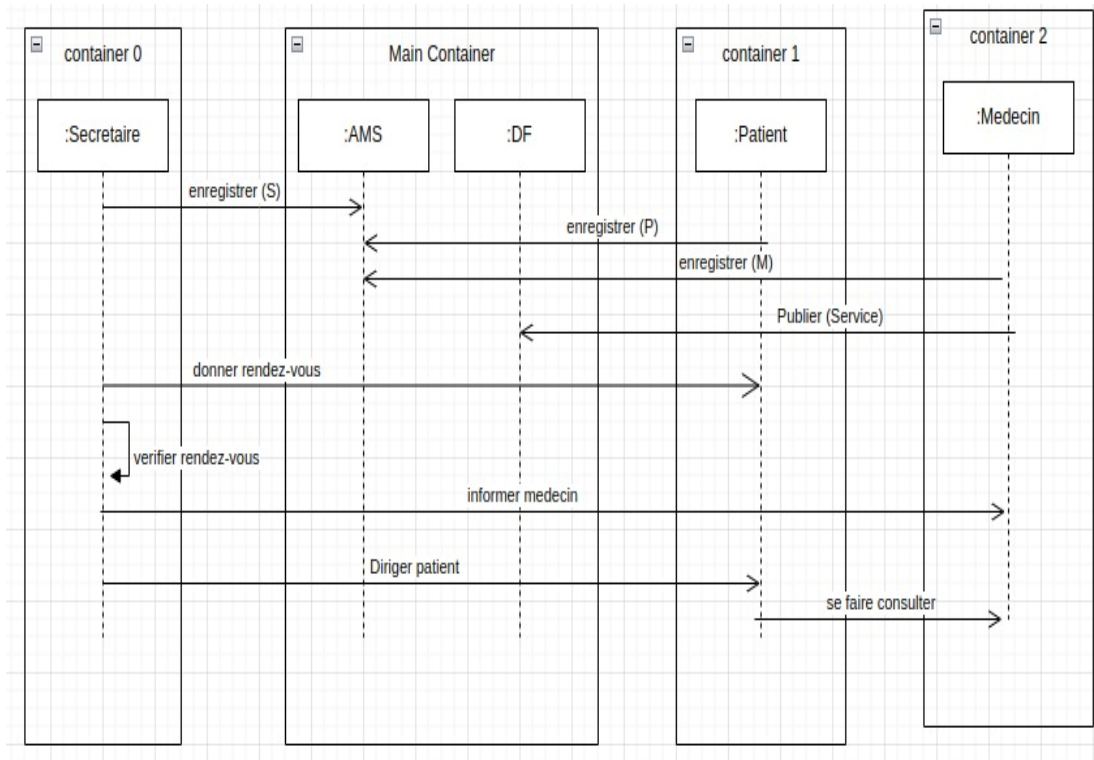 container 0
Main Container
container 1
container 2
:Secretaire
:AMS
:DF
:Patient
:Medecin
enregistrer (S)
enregistrer (P)
enregistrer (M)
Publier (Service)
donner rendez-vous
verifier rendez-vous
informer medecin
Diriger patient
se faire consulter